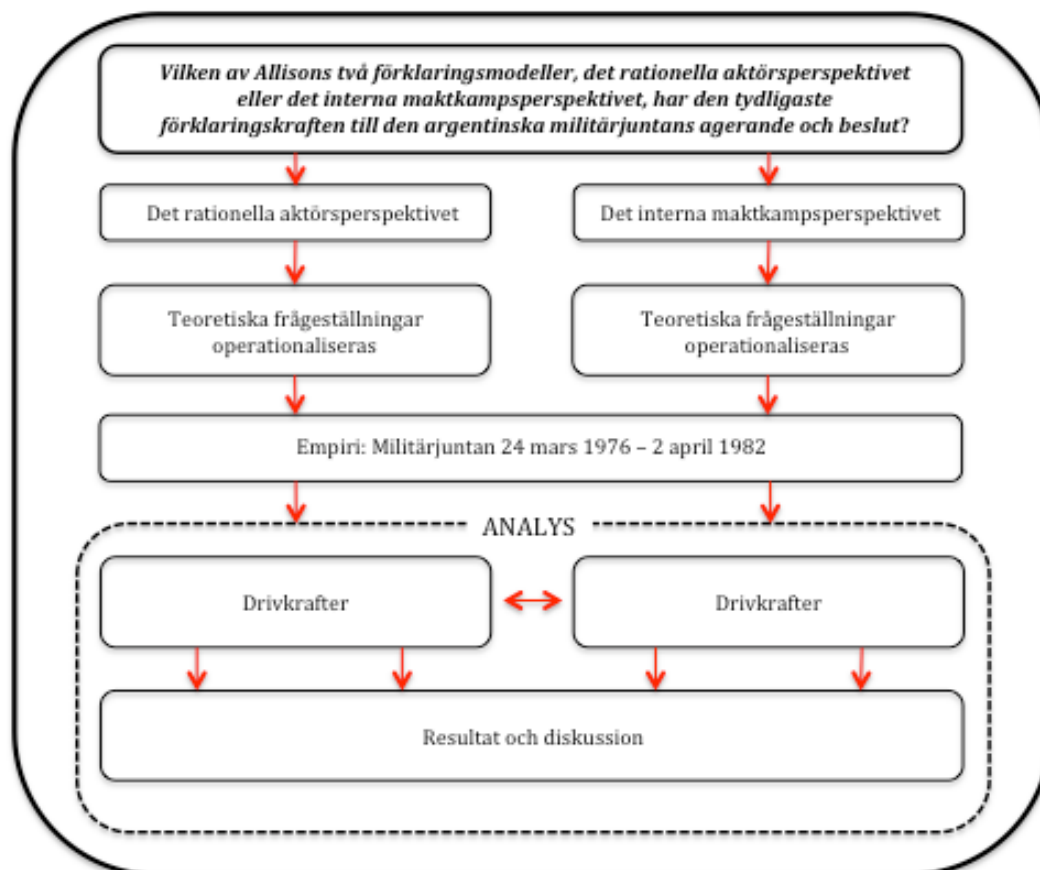 Vilken av Allisons två förklaringsmodeller, det rationella aktörsperspektivet
eller det interna maktkampsperspektivet, har den tydligaste
förklaringskraften till den argentinska militärjuntans agerande och beslut?
Det rationella aktörsperspektivet
Det interna maktkampsperspektivet
Teoretiska frågeställningar
operationaliseras
Teoretiska frågeställningar
operationaliseras
Empiri: Militärjuntan 24 mars 1976 – 2 april 1982
ANALYS
Drivkrafter
Drivkrafter
Resultat och diskussion